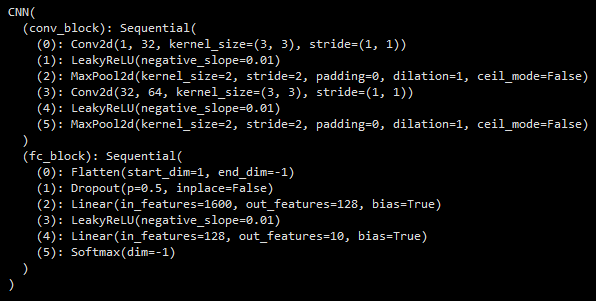 CNN(
  (conv_block): Sequential(
    (0): Conv2d(1, 32, kernel_size=(3, 3), stride=(1, 1))
    (1): LeakyReLU(negative_slope=0.01)
    (2): MaxPool2d(kernel_size=2, stride=2, padding=0, dilation=1, ceil_mode=False)
    (3): Conv2d(32, 64, kernel_size=(3, 3), stride=(1, 1))
    (4): LeakyReLU(negative_slope=0.01)
    (5): MaxPool2d(kernel_size=2, stride=2, padding=0, dilation=1, ceil_mode=False)
  )
  (fc_block): Sequential(
    (0): Flatten(start_dim=1, end_dim=-1)
    (1): Dropout(p=0.5, inplace=False)
    (2): Linear(in_features=1600, out_features=128, bias=True)
    (3): LeakyReLU(negative_slope=0.01)
    (4): Linear(in_features=128, out_features=10, bias=True)
    (5): Softmax(dim=-1)
  )
)